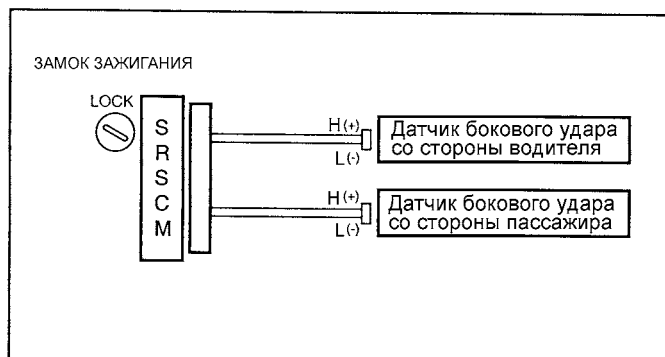 ЗАМОК ЗАЖИГАНИЯ
LOCK
S
R
S
C
M
H (+)
L (-)
Датчик бокового удара
со стороны водителя
H (+)
L (-)
Датчик бокового удара
со стороны пассажира